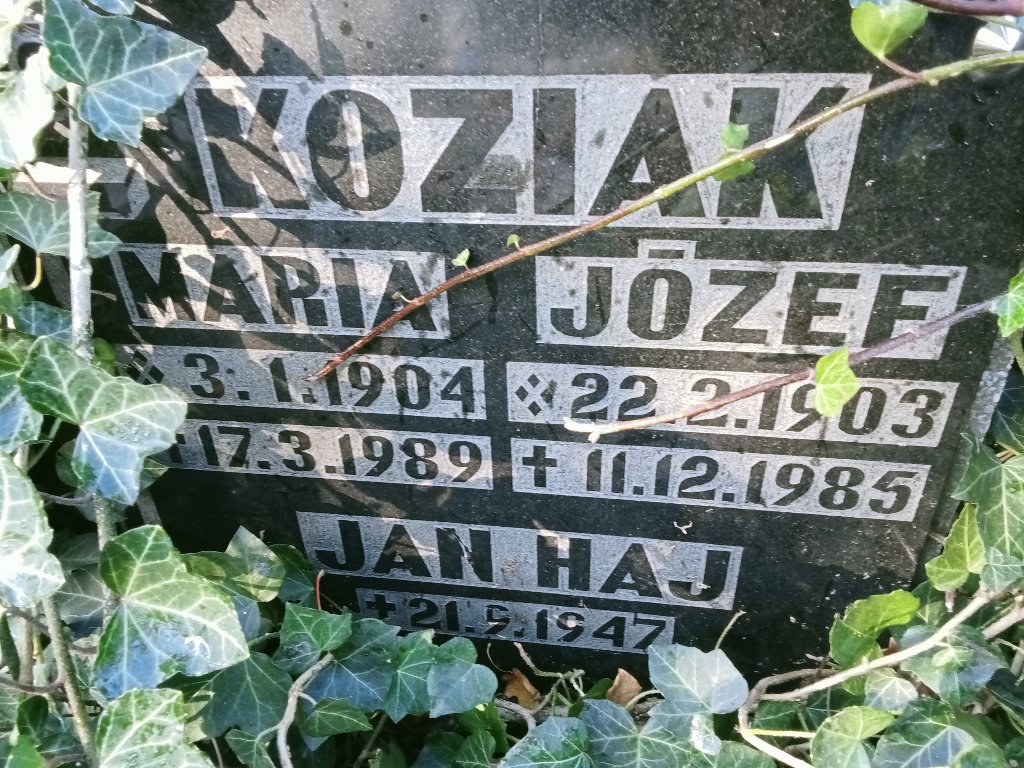 KOZIAK
MARIA JÓZEF
3.1.1904 22.2.1903
† 17.3.1989 † 11.12.1985
JAN HAJ
† 21.9.1947